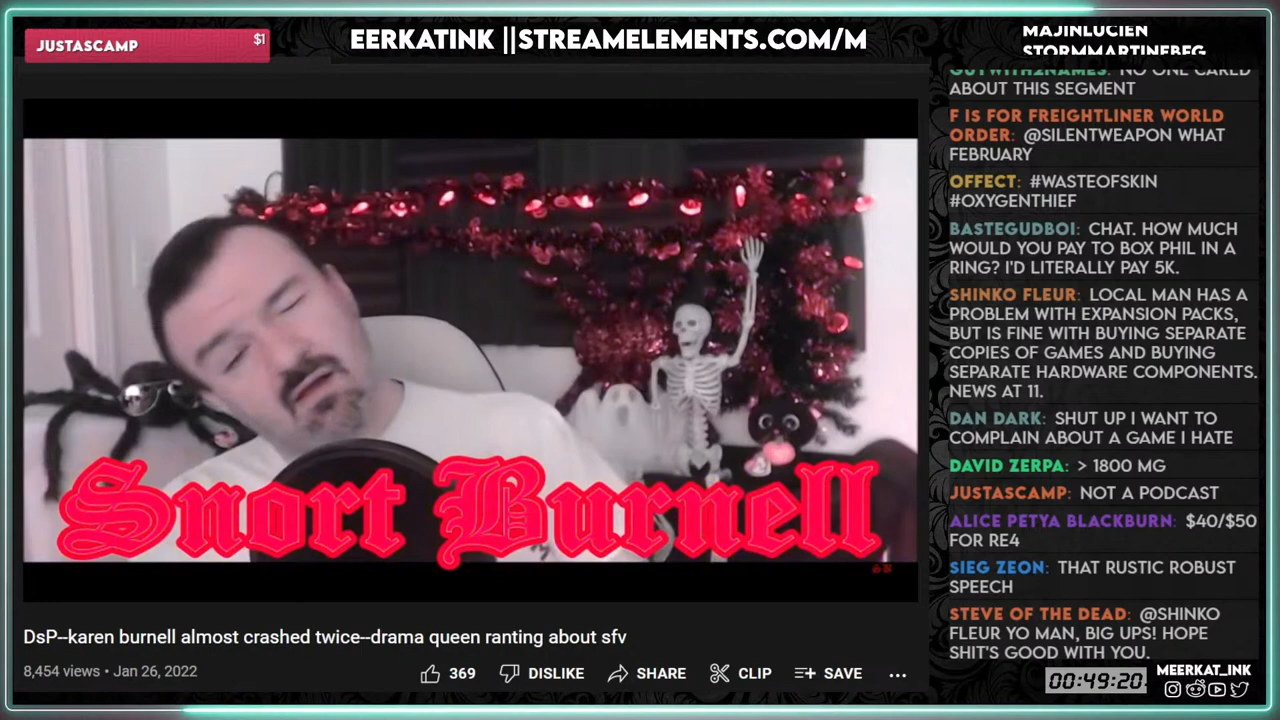 JUSTASCAMP
$1
EERKATINK ||STREAMELEMENTS.COM/M
MAJINLUCIEN
STORMMARTINEBEG
GUYWITH2NAMES: NO ONE CARED
ABOUT THIS SEGMENT
F IS FOR FREIGHTLINER WORLD
ORDER: @SILENTWEAPON WHAT
FEBRUARY
OFFECT: #WASTEOFSKIN
#OXYGENTHIEF
BASTEGUDBOI: CHAT. HOW MUCH
WOULD YOU PAY TO BOX PHIL IN A
RING? I'D LITERALLY PAY 5K.
SHINKO FLEUR: LOCAL MAN HAS A
PROBLEM WITH EXPANSION PACKS,
BUT IS FINE WITH BUYING SEPARATE
COPIES OF GAMES AND BUYING
SEPARATE HARDWARE COMPONENTS.
NEWS AT 11.
DAN DARK: SHUT UP I WANT TO
COMPLAIN ABOUT A GAME I HATE
DAVID ZERPA: > 1800 MG
JUSTASCAMP: NOT A PODCAST
ALICE PETYA BLACKBURN: $40/$50
FOR RE4
SIEG ZEON: THAT RUSTIC ROBUST
SPEECH
STEVE OF THE DEAD: @SHINKO
FLEUR YO MAN, BIG UPS! HOPE
SHIT'S GOOD WITH YOU.
Snort Burnell
DsP--karen burnell almost crashed twice--drama queen ranting about sfv
8,454 views • Jan 26, 2022
369
DISLIKE
SHARE
CLIP
SAVE
00:49:20
MEERKAT_INK